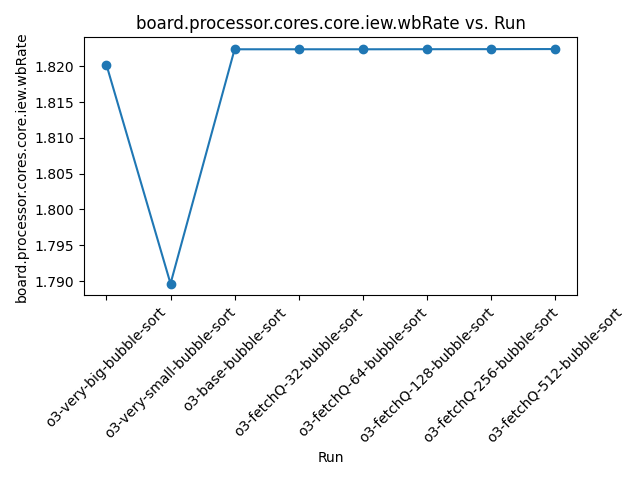 board.processor.cores.core.iew.wbRate vs. Run
board.processor.cores.core.iew.wbRate
1.820
1.815
1.810
1.805
1.800
1.795
1.790
o3-very-big-bubble-sort
o3-very-small-bubble-sort
o3-base-bubble-sort
o3-fetchQ-32-bubble-sort
o3-fetchQ-64-bubble-sort
o3-fetchQ-128-bubble-sort
o3-fetchQ-256-bubble-sort
o3-fetchQ-512-bubble-sort
Run